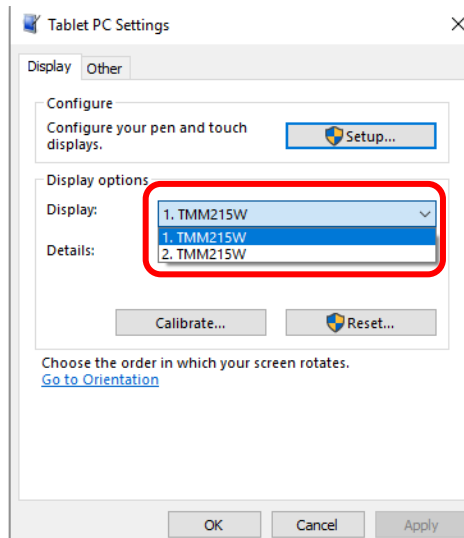 Tablet PC Settings
Display
Other
Configure
Configure your pen and touch
displays.
Setup...
Display options
Display:
1. TMM215W
1. TMM215W
2. TMM215W
Details:
Calibrate...
Reset...
Choose the order in which your screen rotates.
Go to Orientation
OK
Cancel
Apply